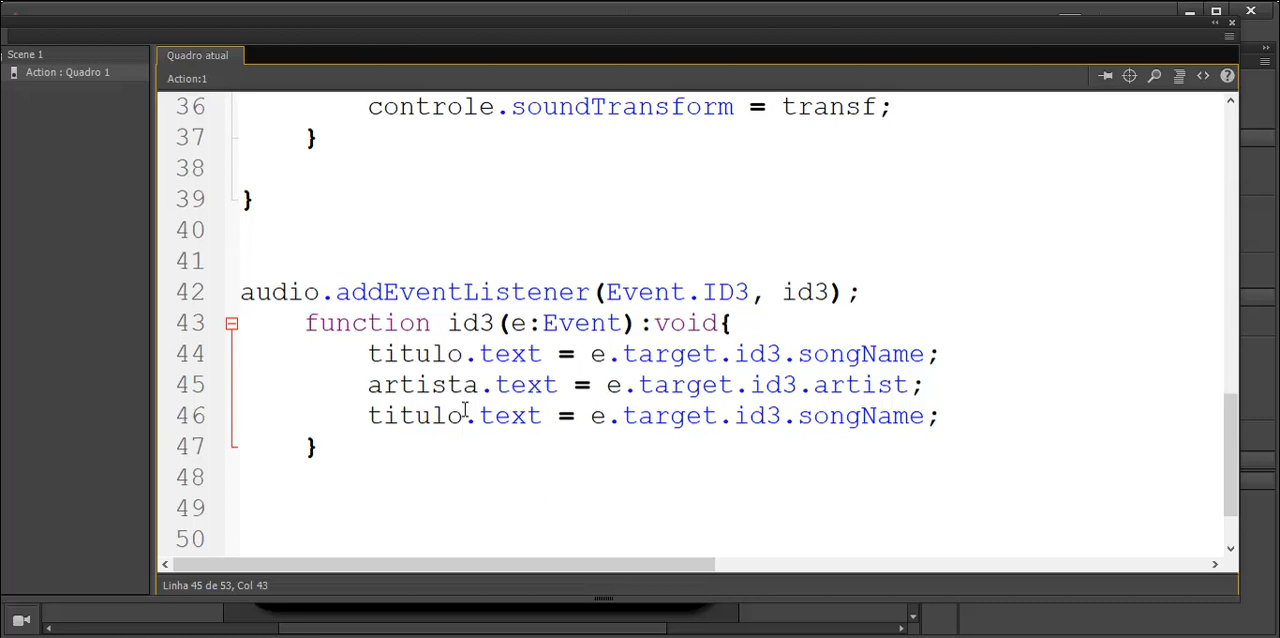 Scene 1
Action : Quadro 1
Quadro atual
Action:1
36 controle.soundTransform = transf;
37 }
38
39 }
40
41
42 audio.addEventListener(Event.ID3, id3);
43 function id3(e:Event):void{
44 titulo.text = e.target.id3.songName;
45 artista.text = e.target.id3.artist;
46 titulo.text = e.target.id3.songName;
47 }
48
49
50
Linha 45 de 53, Col 43